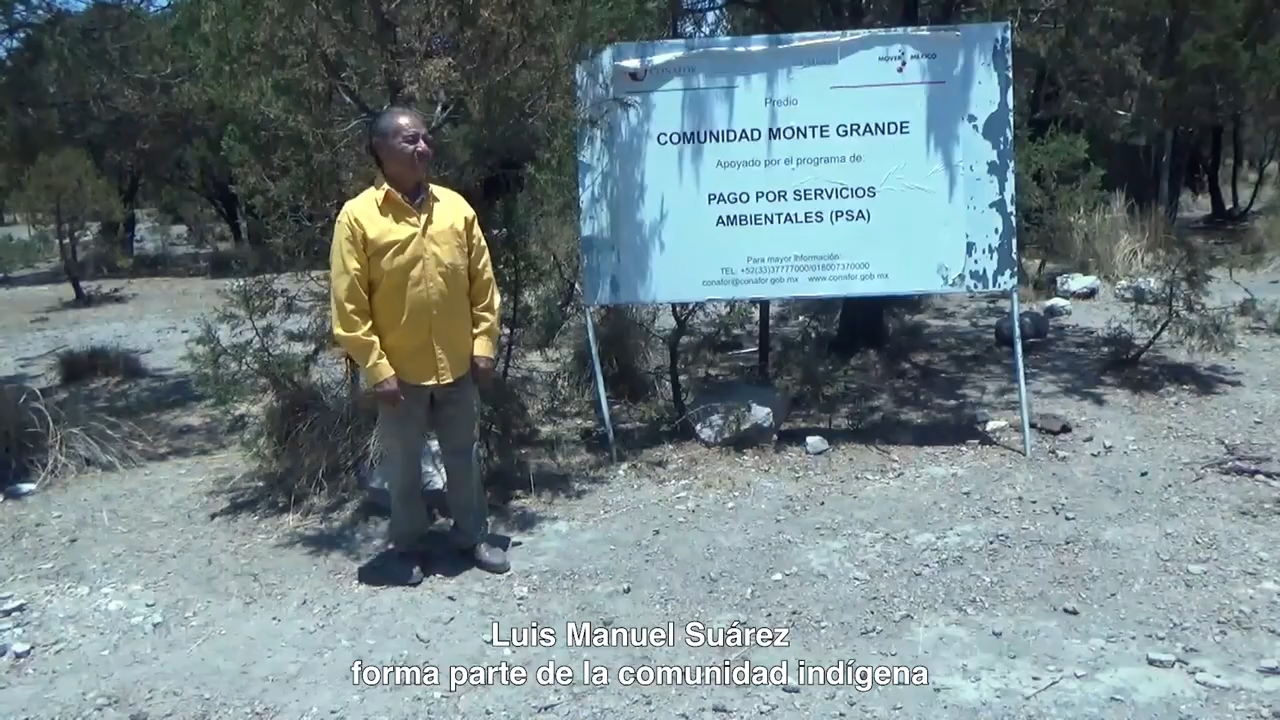 CONAFOR
MOVER MÉXICO
Predio
COMUNIDAD MONTE GRANDE
Apoyado por el programa de:
PAGO POR SERVICIOS
AMBIENTALES (PSA)
Para mayor Información:
TEL: +52(33)37777000/018007370000
conafor@conafor.gob.mx www.conafor.gob.mx
Luis Manuel Suárez
forma parte de la comunidad indígena